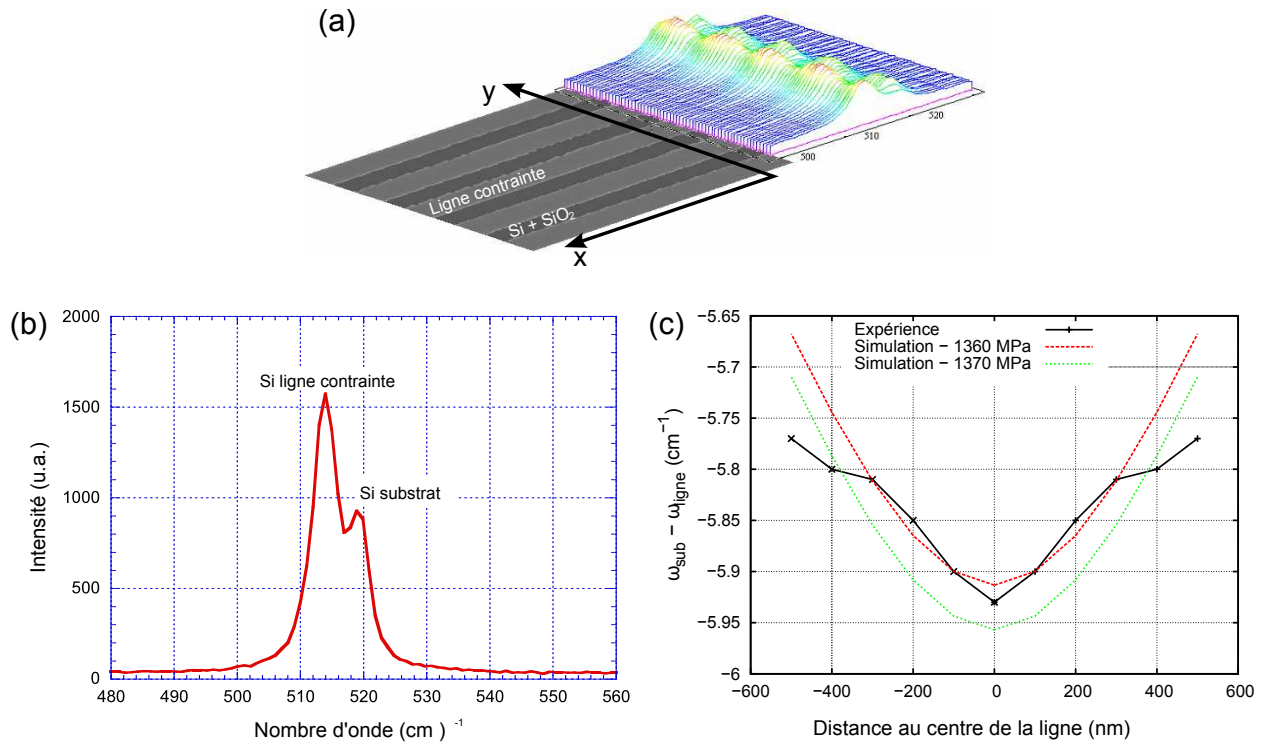 (a)
y
x
Ligne contrainte
Si + SiO₂
500
510
520
(b)
2000
1500
1000
500
0
Intensité (u.a.)
Si ligne contrainte
Si substrat
480 490 500 510 520 530 540 550 560
Nombre d'onde (cm ) ⁻¹
(c)
Expérience
Simulation − 1360 MPa
Simulation − 1370 MPa
−5.65
−5.7
−5.75
−5.8
−5.85
−5.9
−5.95
−6
ω_sub − ω_ligne (cm⁻¹)
−600 −400 −200 0 200 400 600
Distance au centre de la ligne (nm)